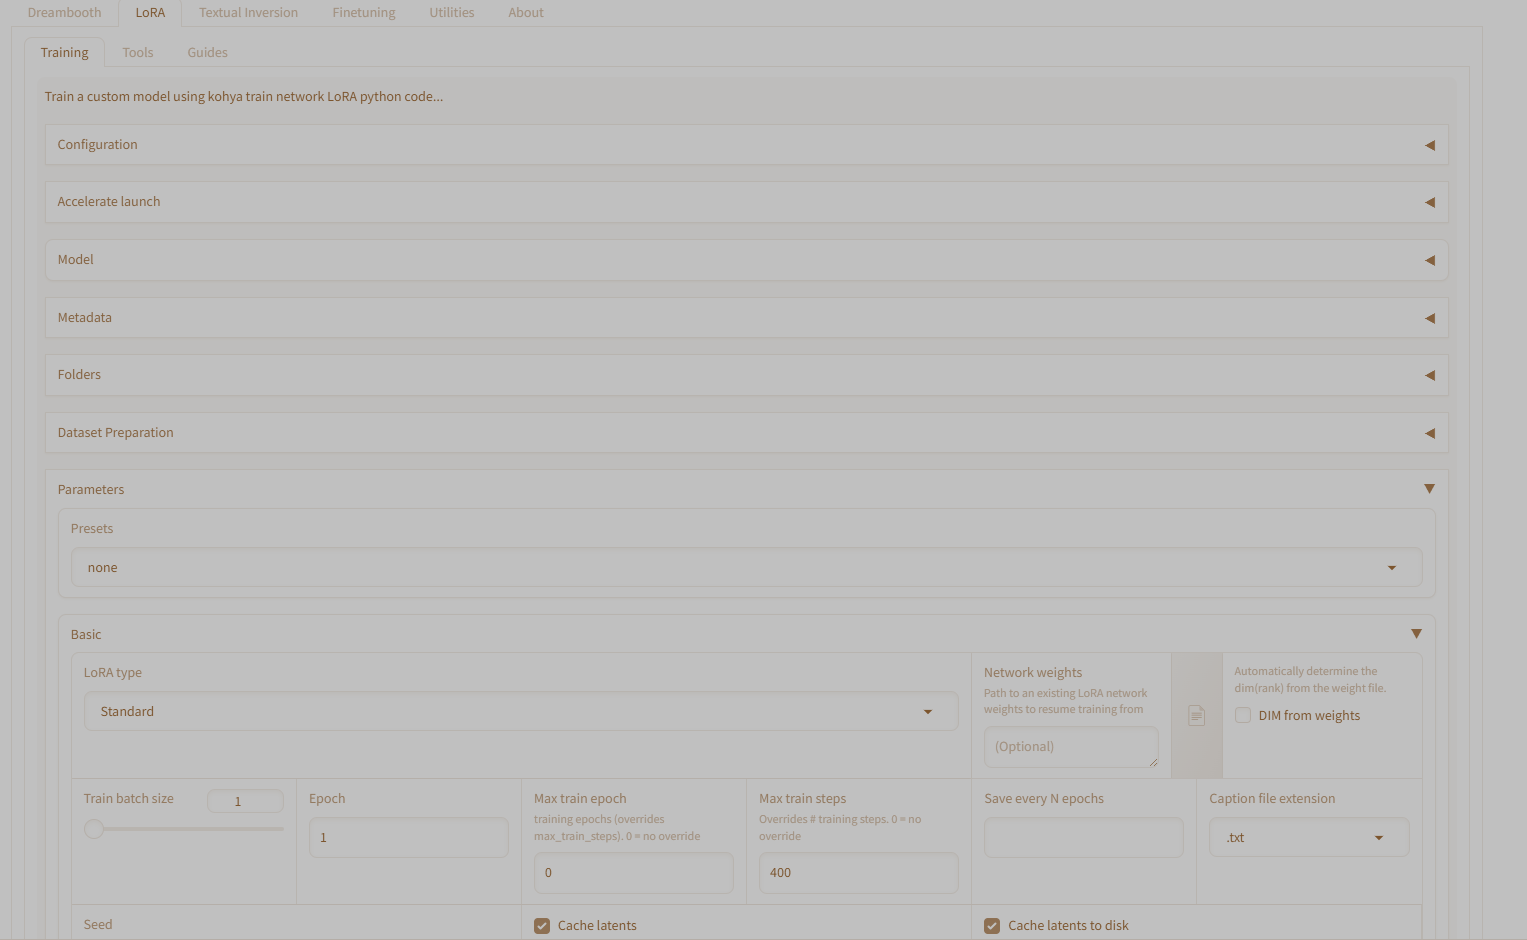 Dreambooth LoRA Textual Inversion Finetuning Utilities About
Training Tools Guides
Train a custom model using kohya train network LoRA python code...
Configuration
Accelerate launch
Model
Metadata
Folders
Dataset Preparation
Parameters
Presets
none
Basic
LoRA type
Standard
Network weights
Path to an existing LoRA network
weights to resume training from
(Optional)
Automatically determine the
dim(rank) from the weight file.
DIM from weights
Train batch size 1
Epoch
1
Max train epoch
training epochs (overrides
max_train_steps). 0 = no override
0
Max train steps
Overrides # training steps. 0 = no
override
400
Save every N epochs
Caption file extension
.txt
Seed
Cache latents
Cache latents to disk